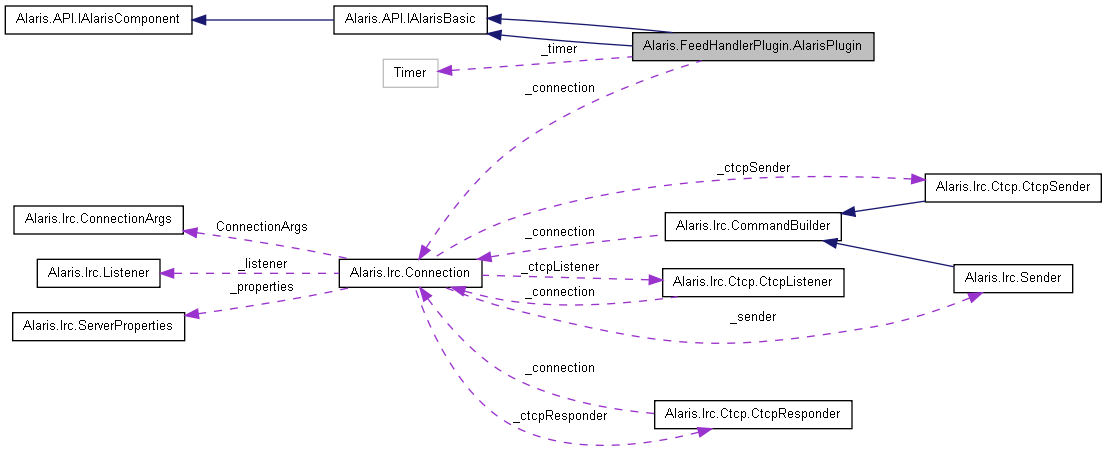 Alaris.API.IAlarisComponent
Alaris.API.IAlarisBasic
Alaris.FeedHandlerPlugin.AlarisPlugin
_timer
Timer
_connection
_ctcpSender
Alaris.Irc.Ctcp.CtcpSender
Alaris.Irc.ConnectionArgs
ConnectionArgs
_connection
Alaris.Irc.CommandBuilder
Alaris.Irc.Listener
_listener
Alaris.Irc.Connection
_ctcpListener
Alaris.Irc.Ctcp.CtcpListener
Alaris.Irc.Sender
_properties
_connection
Alaris.Irc.ServerProperties
_sender
_connection
_ctcpResponder
Alaris.Irc.Ctcp.CtcpResponder